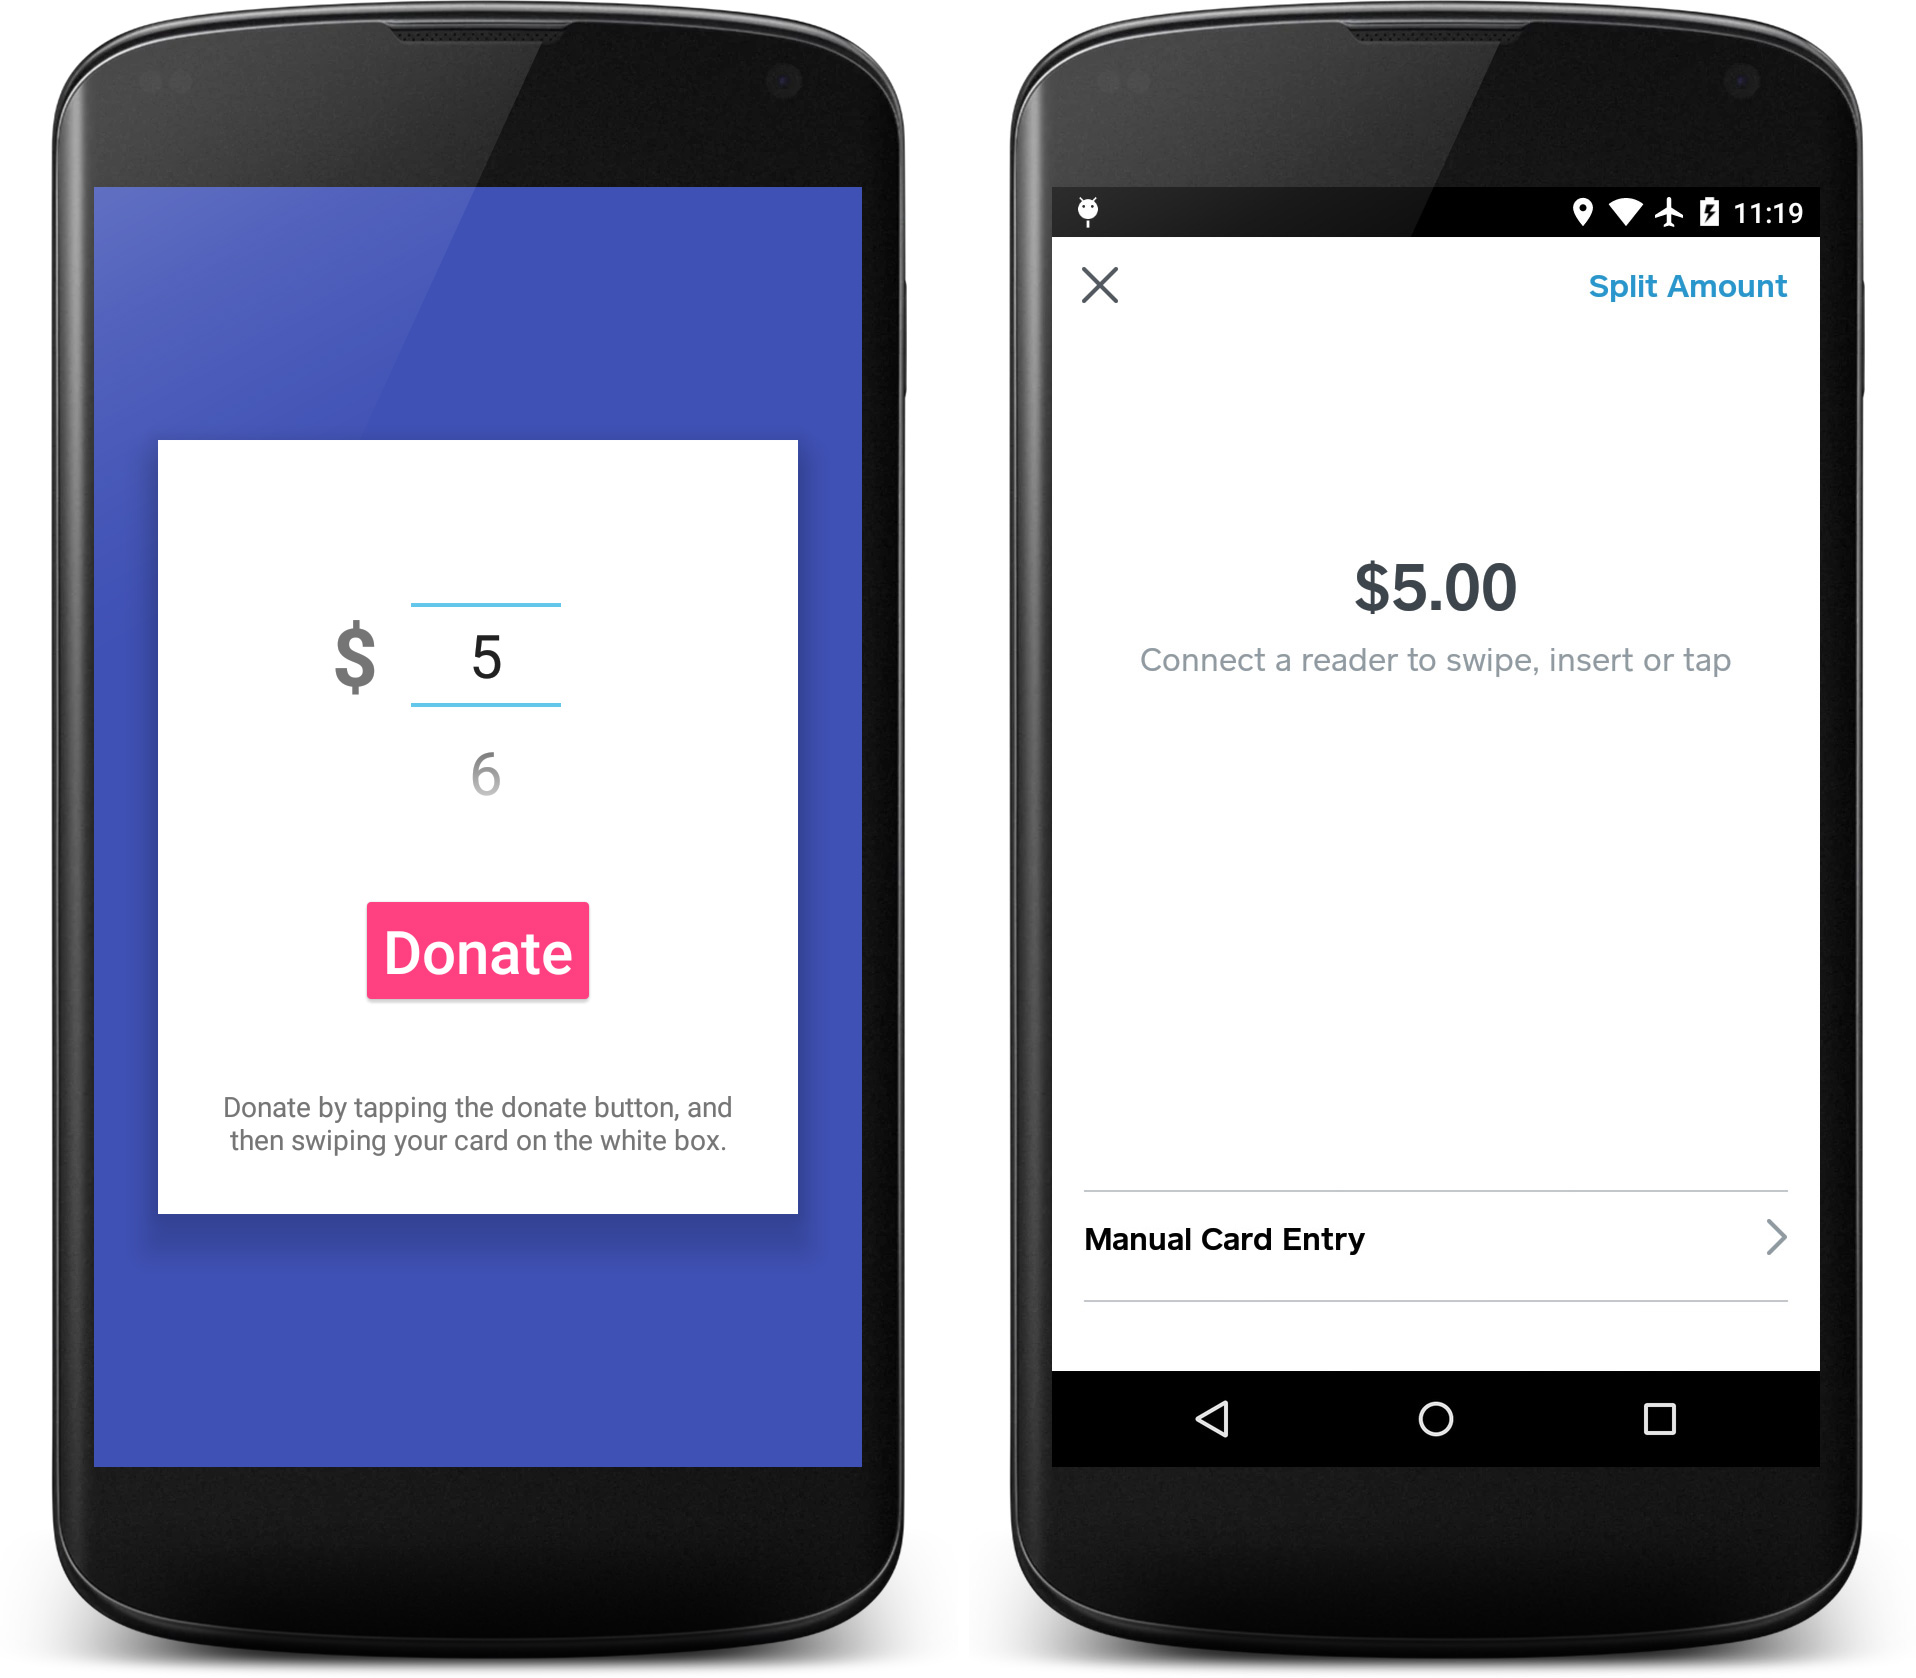 $
5
6
Donate
Donate by tapping the donate button, and
then swiping your card on the white box.
11:19
Split Amount
$5.00
Connect a reader to swipe, insert or tap
Manual Card Entry